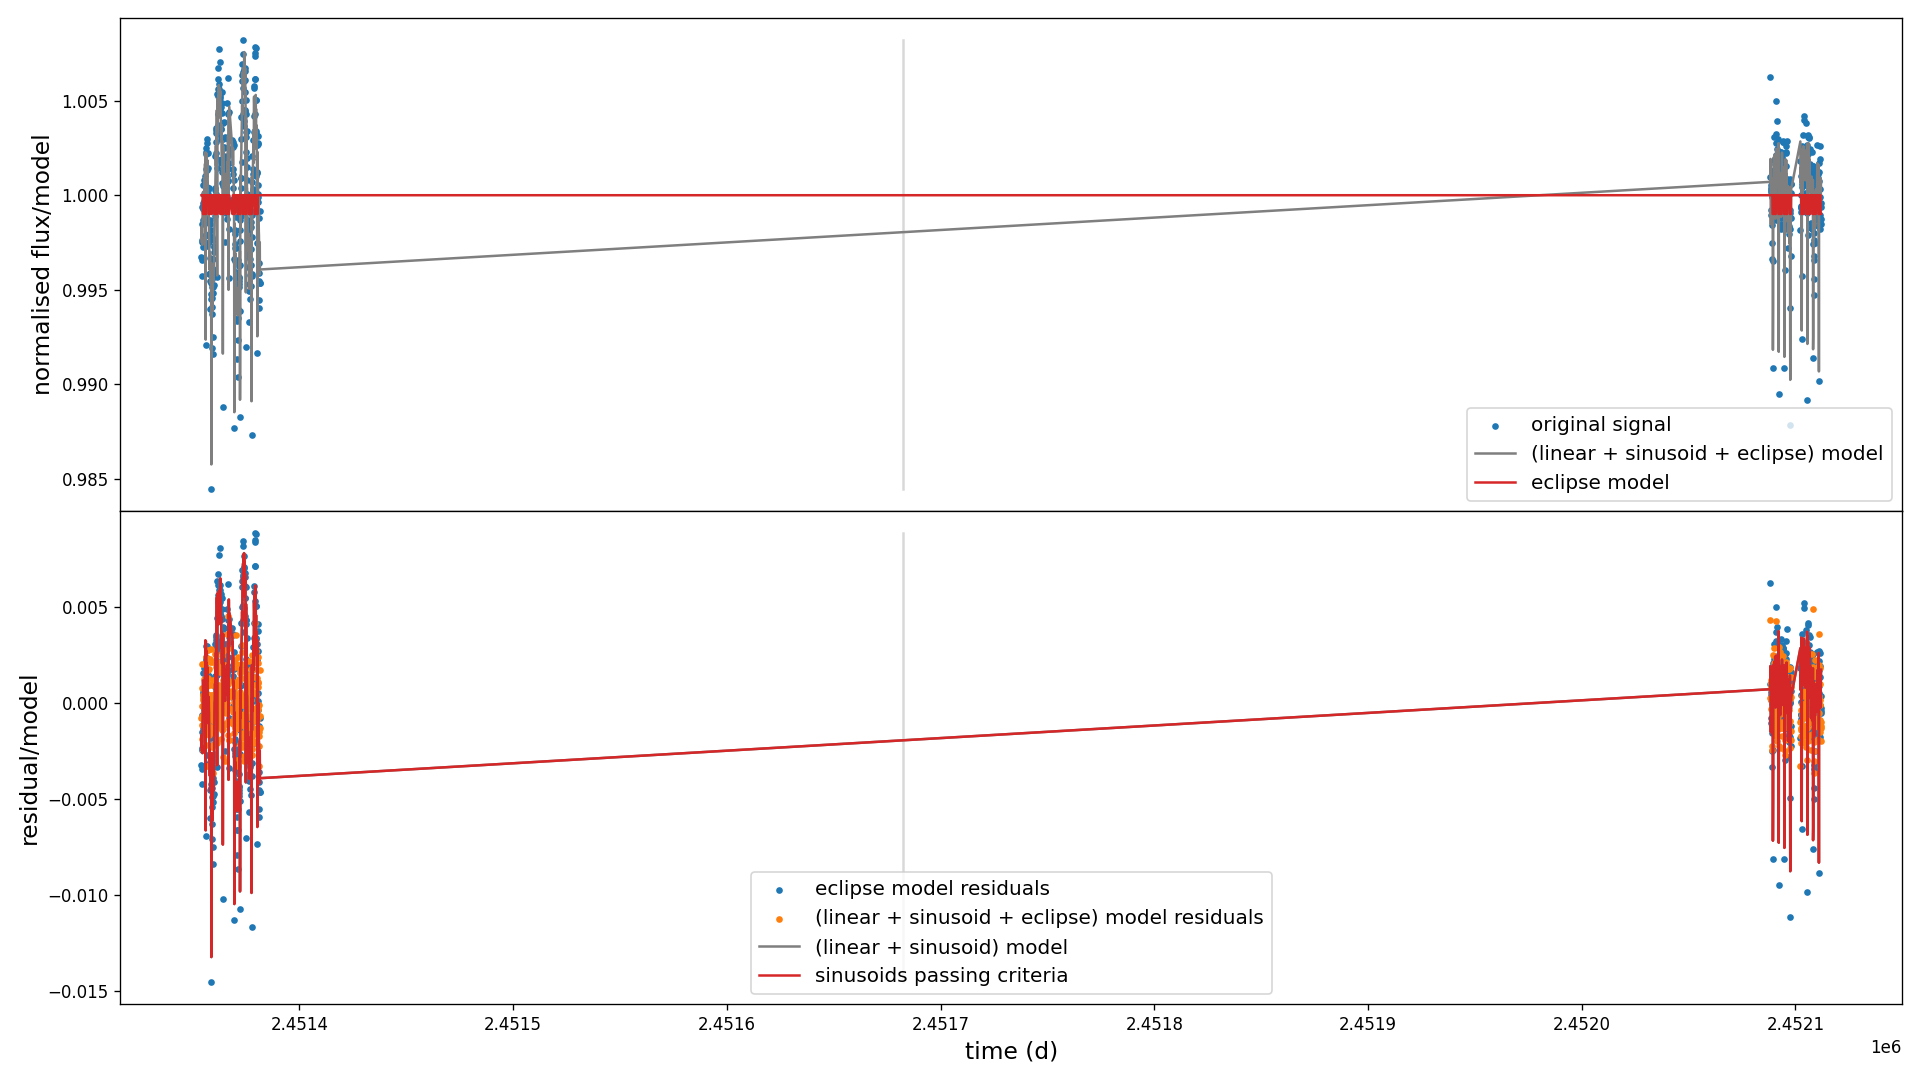 normalised flux/model
1.005
1.000
0.995
0.990
0.985
original signal
(linear + sinusoid + eclipse) model
eclipse model
residual/model
0.005
0.000
−0.005
−0.010
−0.015
eclipse model residuals
(linear + sinusoid + eclipse) model residuals
(linear + sinusoid) model
sinusoids passing criteria
2.4514 2.4515 2.4516 2.4517 2.4518 2.4519 2.4520 2.4521
1e6
time (d)